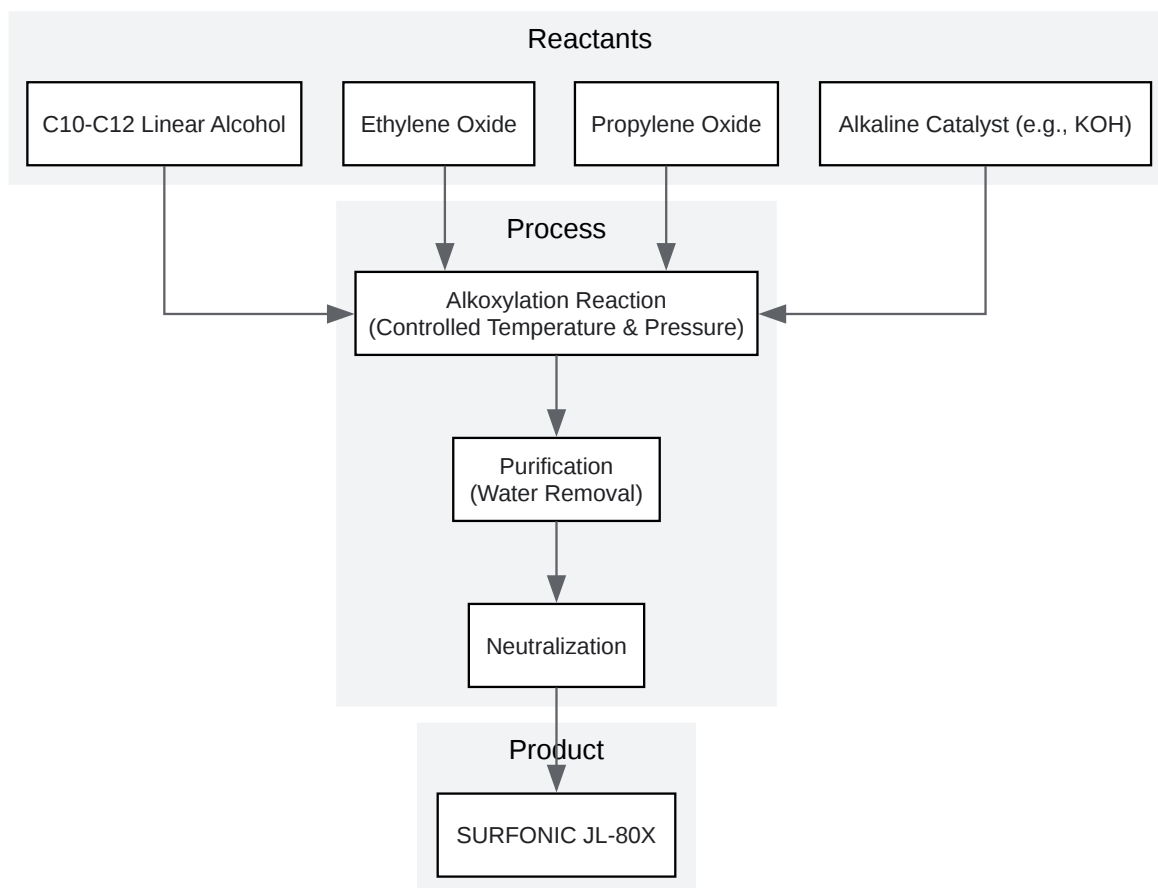 Reactants
C10-C12 Linear Alcohol
Ethylene Oxide
Propylene Oxide
Alkaline Catalyst (e.g., KOH)
Process
Alkoxylation Reaction
(Controlled Temperature & Pressure)
Purification
(Water Removal)
Neutralization
Product
SURFONIC JL-80X